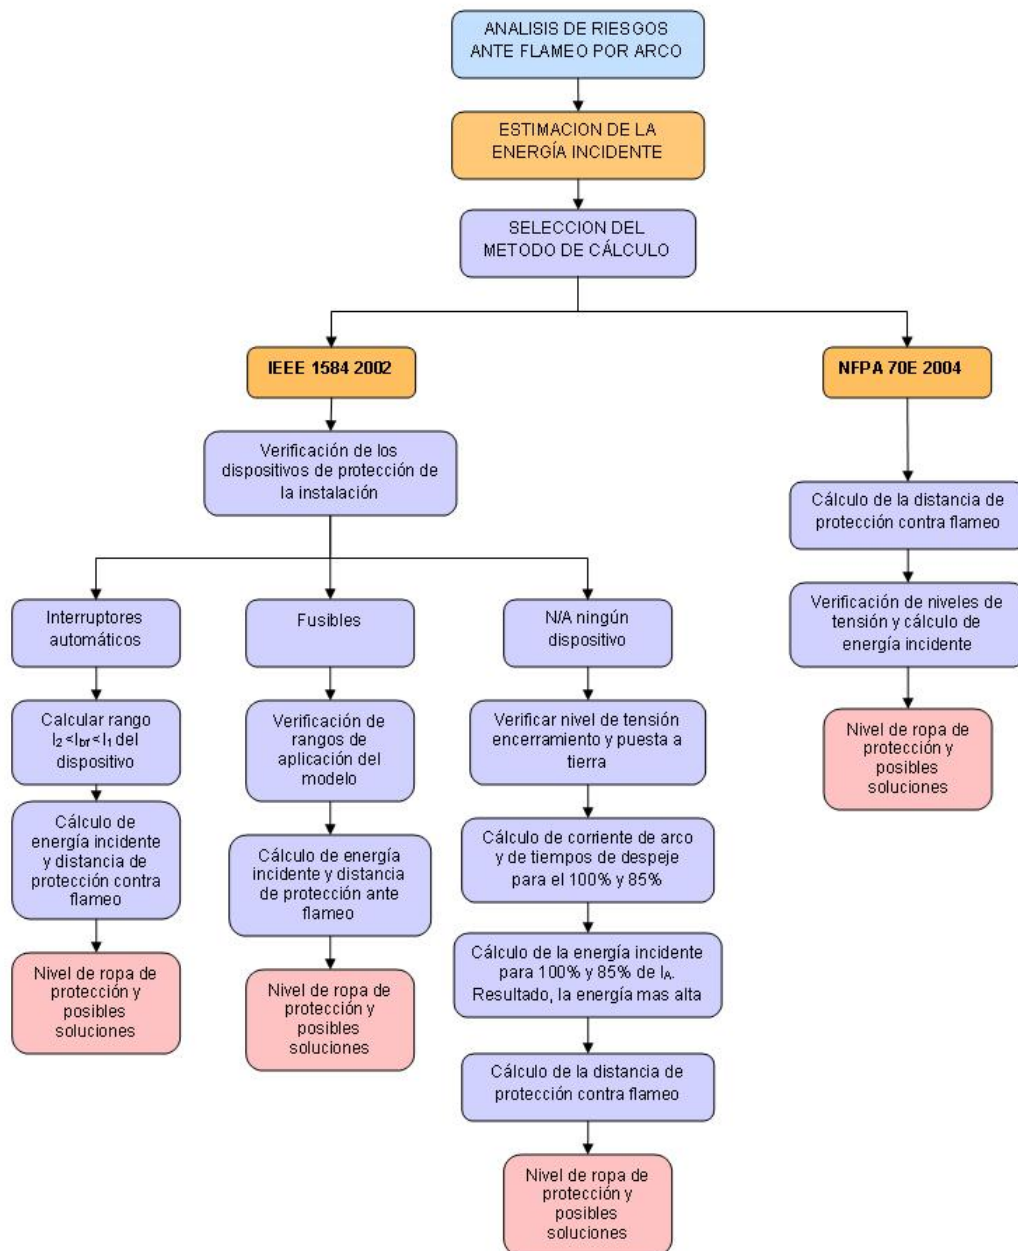 ANALISIS DE RIESGOS
ANTE FLAMEO POR ARCO
ESTIMACION DE LA
ENERGÍA INCIDENTE
SELECCION DEL
METODO DE CÁLCULO
IEEE 1584 2002
NFPA 70E 2004
Verificación de los
dispositivos de protección de
la instalación
Cálculo de la distancia de
protección contra flameo
Verificación de niveles de
tensión y cálculo de
energía incidente
Nivel de ropa de
protección y
posibles
soluciones
Interruptores
automáticos
Calcular rango
I₂<Ibf<I₁ del
dispositivo
Cálculo de
energía incidente
y distancia de
protección contra
flameo
Nivel de ropa de
protección y
posibles
soluciones
Fusibles
Verificación de
rangos de
aplicación del
modelo
Cálculo de energía
incidente y distancia
de protección ante
flameo
Nivel de ropa de
protección y
posibles
soluciones
N/A ningún
dispositivo
Verificar nivel de tensión
encerramiento y puesta a
tierra
Cálculo de corriente de arco
y de tiempos de despeje
para el 100% y 85%
Cálculo de la energía incidente
para 100% y 85% de IA.
Resultado, la energía mas alta
Cálculo de la distancia de
protección contra flameo
Nivel de ropa de
protección y
posibles
soluciones